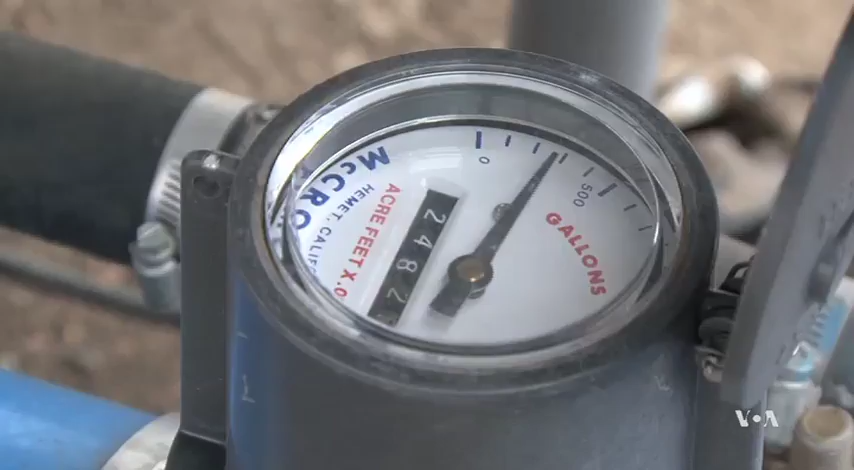 McCRO
HEMET, CALIF
ACRE FEET X .0
2482
0
500
GALLONS
VOA